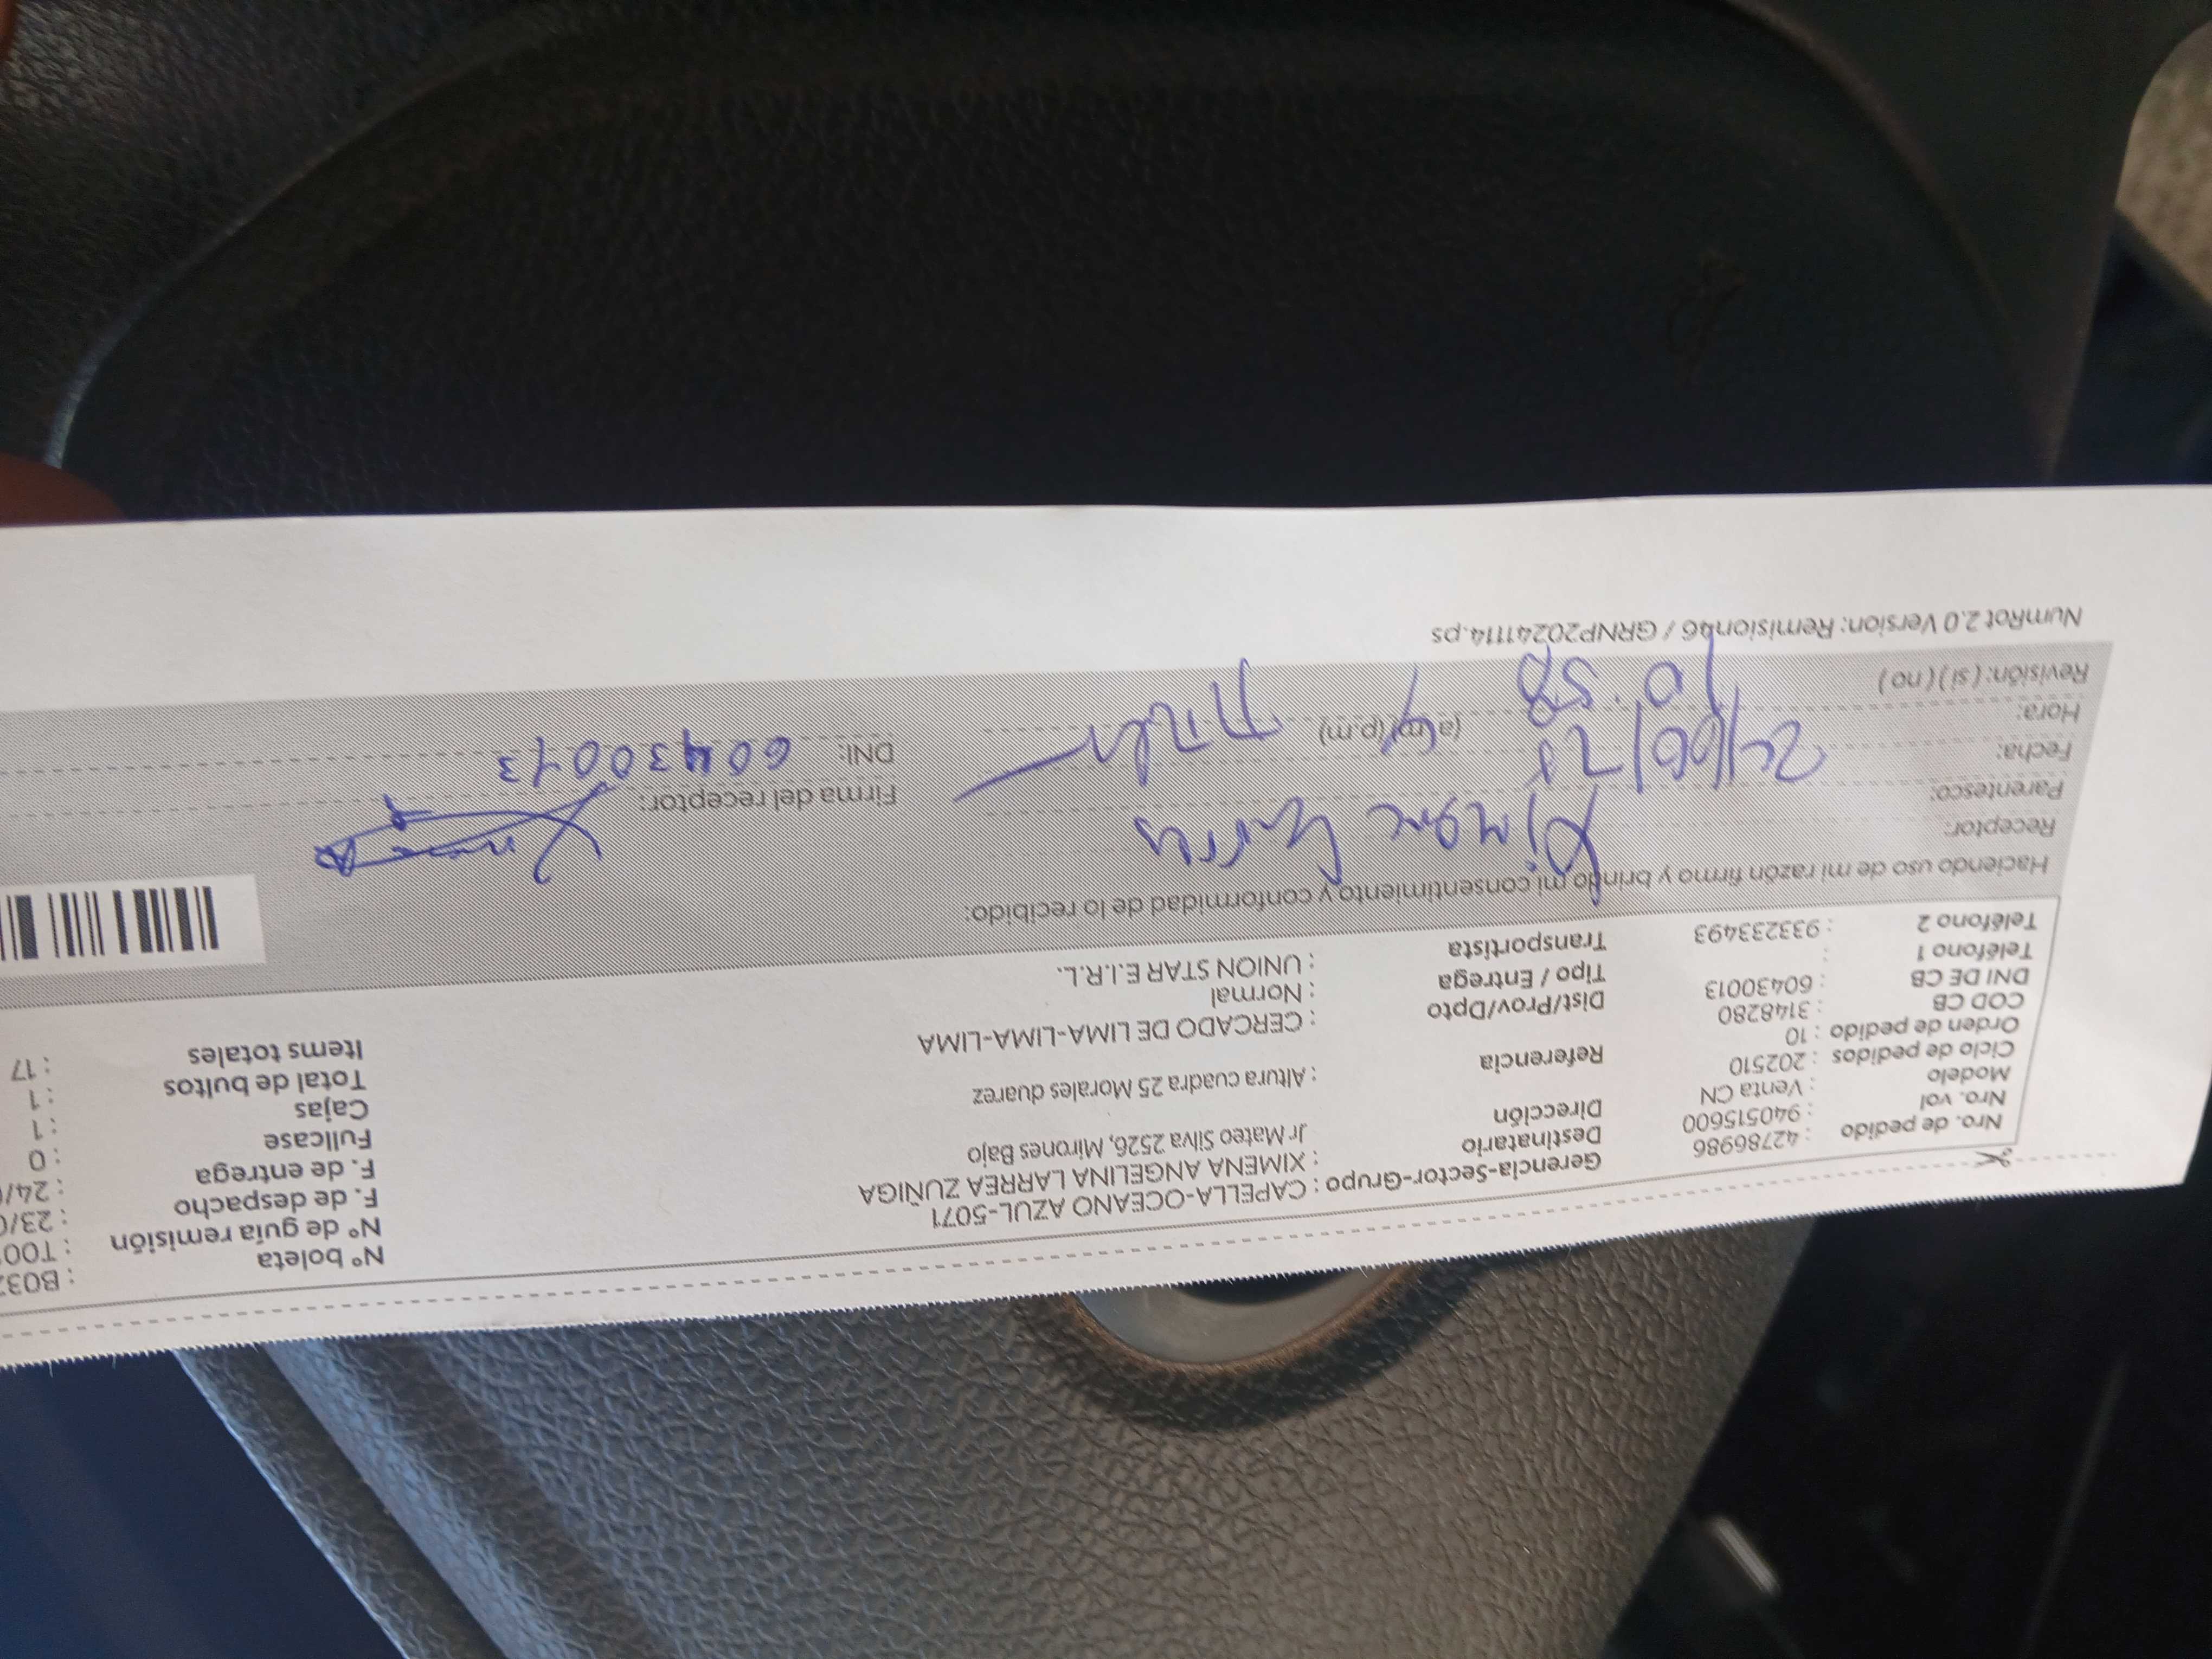 Nº boleta : B03
Nº de guía remisión : T00
F. de despacho : 23/0
F. de entrega : 24/
Fullcase : 0
Cajas : 1
Total de bultos : 1
Items totales : 17
Gerencia-Sector-Grupo : CAPELLA-OCEANO AZUL-5071
Destinatario : XIMENA ANGELINA LARREA ZUÑIGA
Dirección : Jr Mateo Silva 2526, Mirones Bajo
Referencia : Altura cuadra 25 Morales duarez
Dist/Prov/Dpto : CERCADO DE LIMA-LIMA-LIMA
Tipo / Entrega : Normal
Transportista : UNION STAR E.I.R.L.
Nro. de pedido : 42786986
Nro. vol : 940515600
Modelo : Venta CN
Ciclo de pedidos : 202510
Orden de pedido : 10
COD CB : 3148280
DNI DE CB : 60430013
Teléfono 1 :
Teléfono 2 : 933233493
Haciendo uso de mi razón firmo y brindo mi consentimiento y conformidad de lo recibido:
Receptor:
Parentesco:
Fecha:
Hora: 10:58 (a.m) (p.m)
Revisión: ( si ) ( no )
Firma del receptor:
DNI: 60430013
NumRot 2.0 Version: Remision46 / GRNP20241114.ps